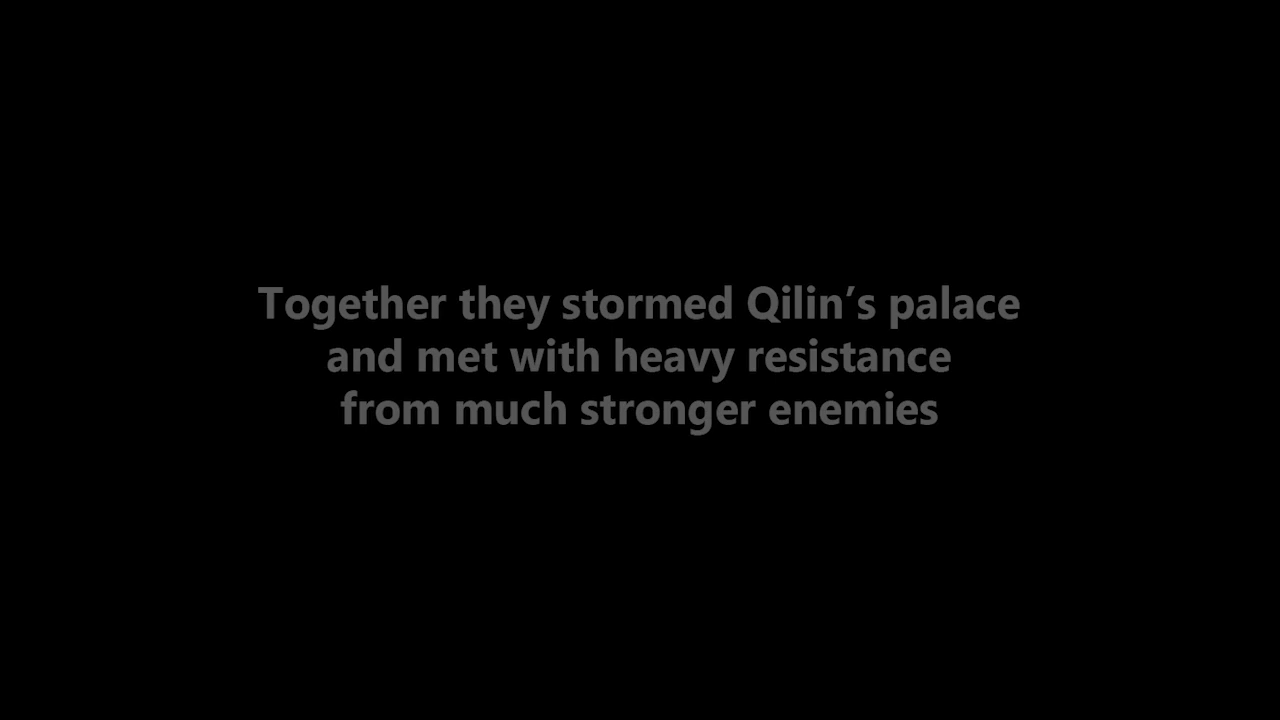 Together they stormed Qilin’s palace
and met with heavy resistance
from much stronger enemies